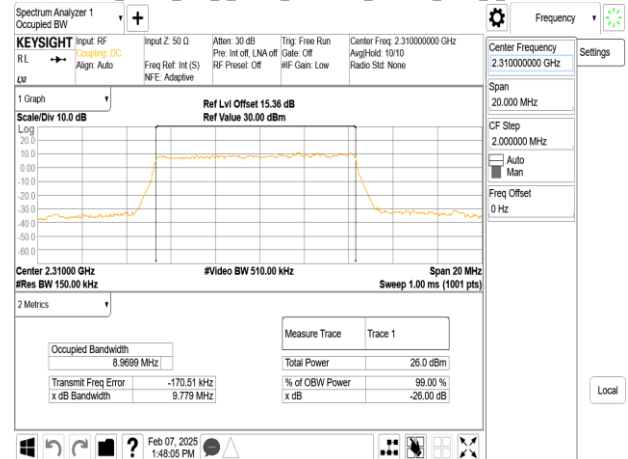 Spectrum Analyzer 1
Occupied BW
Frequency
KEYSIGHT
Input: RF
Input Z: 50 Ω
Atten: 30 dB
Trig: Free Run
Center Freq: 2.310000000 GHz
RL
Coupling: DC
Pre: Int off, LNA off
Gate: Off
Avg|Hold: 10/10
Align: Auto
Freq Ref: Int (S)
RF Presel: Off
#IF Gain: Low
Radio Std: None
NFE: Adaptive
LXI
Center Frequency
2.310000000 GHz
Settings
Span
20.000 MHz
CF Step
2.000000 MHz
Auto
Man
Freq Offset
0 Hz
1 Graph
Ref Lvl Offset 15.36 dB
Scale/Div 10.0 dB
Ref Value 30.00 dBm
Log
20.0
10.0
0.00
-10.0
-20.0
-30.0
-40.0
-50.0
-60.0
Center 2.31000 GHz
#Video BW 510.00 kHz
Span 20 MHz
#Res BW 150.00 kHz
Sweep 1.00 ms (1001 pts)
2 Metrics
Measure Trace
Trace 1
Occupied Bandwidth
8.9699 MHz
Total Power
26.0 dBm
Transmit Freq Error
-170.51 kHz
% of OBW Power
99.00 %
x dB Bandwidth
9.779 MHz
x dB
-26.00 dB
Local
?
Feb 07, 2025
1:48:05 PM